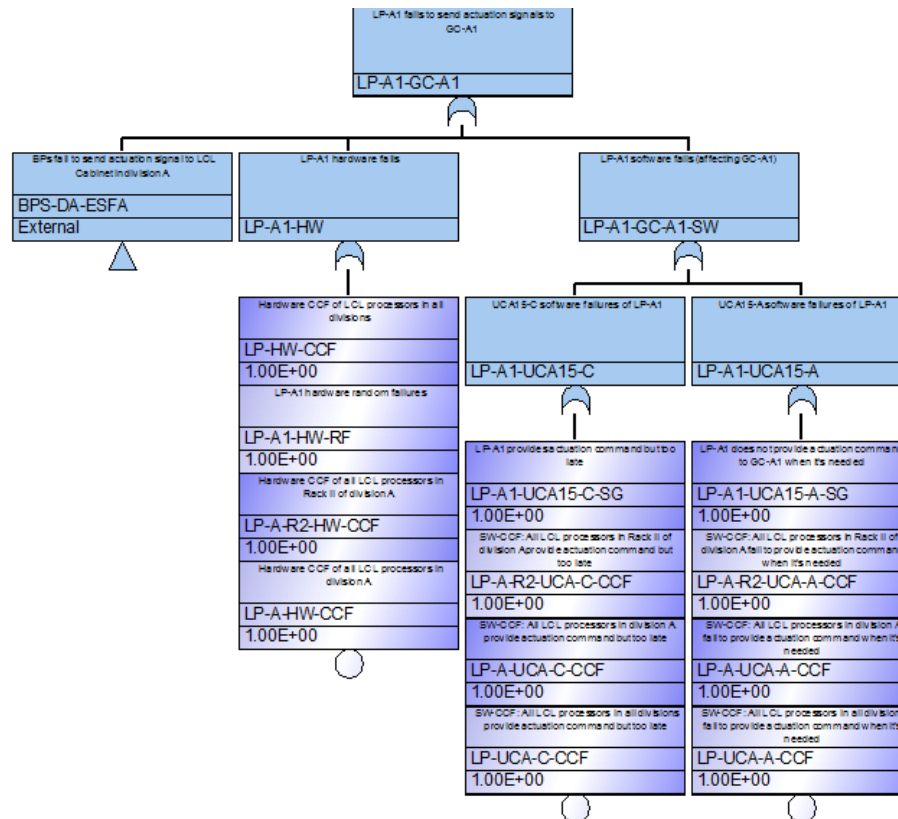 LP-A1 fails to send actuation signals to
GC-A1
LP-A1-GC-A1
BPs fail to send actuation signal to LCL
Cabinet in division A
BPS-DA-ESFA
External
LP-A1 hardware fails
LP-A1-HW
LP-A1 software fails (affecting GC-A1)
LP-A1-GC-A1-SW
Hardware CCF of LCL processors in all
divisions
LP-HW-CCF
1.00E+00
LP-A1 hardware random failures
LP-A1-HW-RF
1.00E+00
Hardware CCF of all LCL processors in
Rack II of division A
LP-A-R2-HW-CCF
1.00E+00
Hardware CCF of all LCL processors in
division A
LP-A-HW-CCF
1.00E+00
UCA15-C software failures of LP-A1
LP-A1-UCA15-C
LP-A1 provides actuation command but too
late
LP-A1-UCA15-C-SG
1.00E+00
SW-CCF: All LCL processors in Rack II of
division A provide actuation command but
too late
LP-A-R2-UCA-C-CCF
1.00E+00
SW-CCF: All LCL processors in division A
provide actuation command but too late
LP-A-UCA-C-CCF
1.00E+00
SW-CCF: All LCL processors in all divisions
provide actuation command but too late
LP-UCA-C-CCF
1.00E+00
UCA15-A software failures of LP-A1
LP-A1-UCA15-A
LP-A1 does not provide actuation comman
to GC-A1 when it's needed
LP-A1-UCA15-A-SG
1.00E+00
SW-CCF: All LCL processors in Rack II of
division A fail to provide actuation comman
when it's needed
LP-A-R2-UCA-A-CCF
1.00E+00
SW-CCF: All LCL processors in division A
fail to provide actuation command when it's
needed
LP-A-UCA-A-CCF
1.00E+00
SW-CCF: All LCL processors in all division
fail to provide actuation command when it's
needed
LP-UCA-A-CCF
1.00E+00